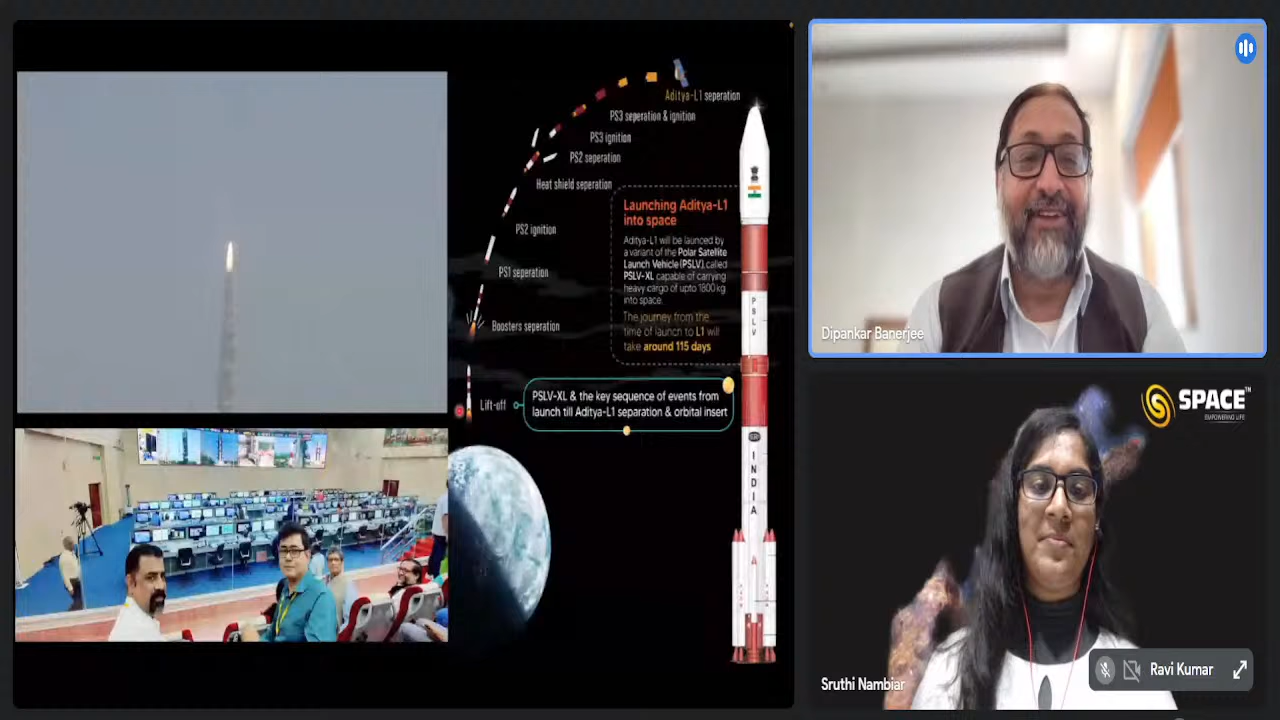 Aditya-L1 seperation
PS3 seperation & ignition
PS3 ignition
PS2 seperation
Heat shield seperation
PS2 ignition
PS1 seperation
Boosters seperation
Lift-off
Launching Aditya-L1
into space
Aditya-L1 will be launced by
a variant of the Polar Satellite
Launch Vehicle (PSLV) called
PSLV-XL capable of carrying
heavy cargo of upto 1800 kg
into space.
The journey from the
time of launch to L1 will
take around 115 days
PSLV-XL & the key sequence of events from
launch till Aditya-L1 separation & orbital insert
PSLV
INDIA
Dipankar Banerjee
SPACE™
EMPOWERING LIFE
Sruthi Nambiar
Ravi Kumar